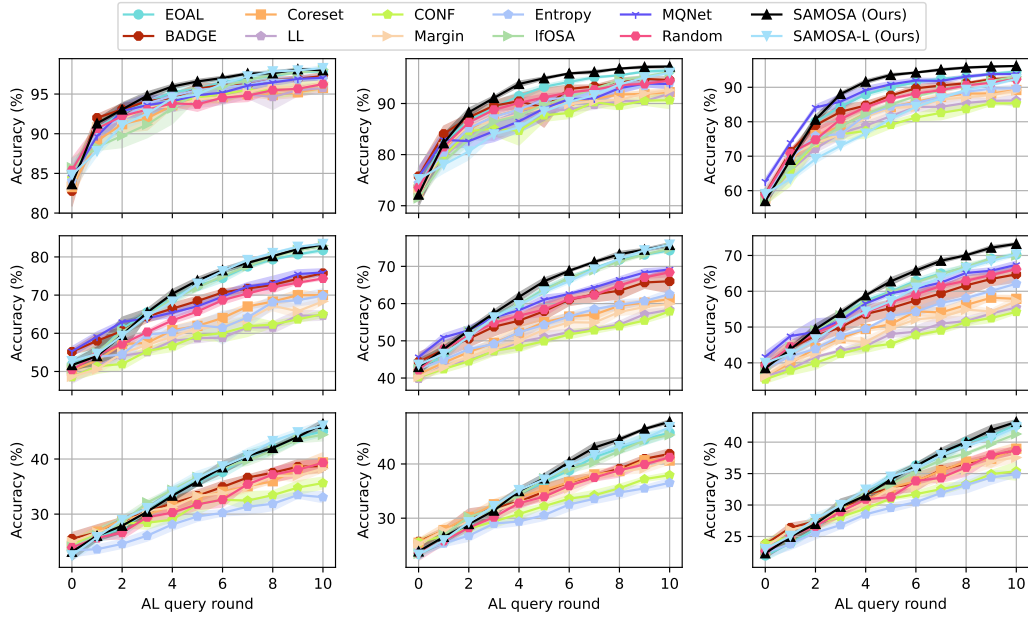 EOAL Coreset CONF Entropy MQNet SAMOSA (Ours)
BADGE LL Margin IfOSA Random SAMOSA-L (Ours)
Accuracy (%) Accuracy (%) Accuracy (%)
95 90 85 80
90 80 70
90 80 70 60
Accuracy (%) Accuracy (%) Accuracy (%)
80 70 60 50
70 60 50 40
70 60 50 40
Accuracy (%) Accuracy (%) Accuracy (%)
40 30
40 30
40 35 30 25
0 2 4 6 8 10 0 2 4 6 8 10 0 2 4 6 8 10
AL query round AL query round AL query round